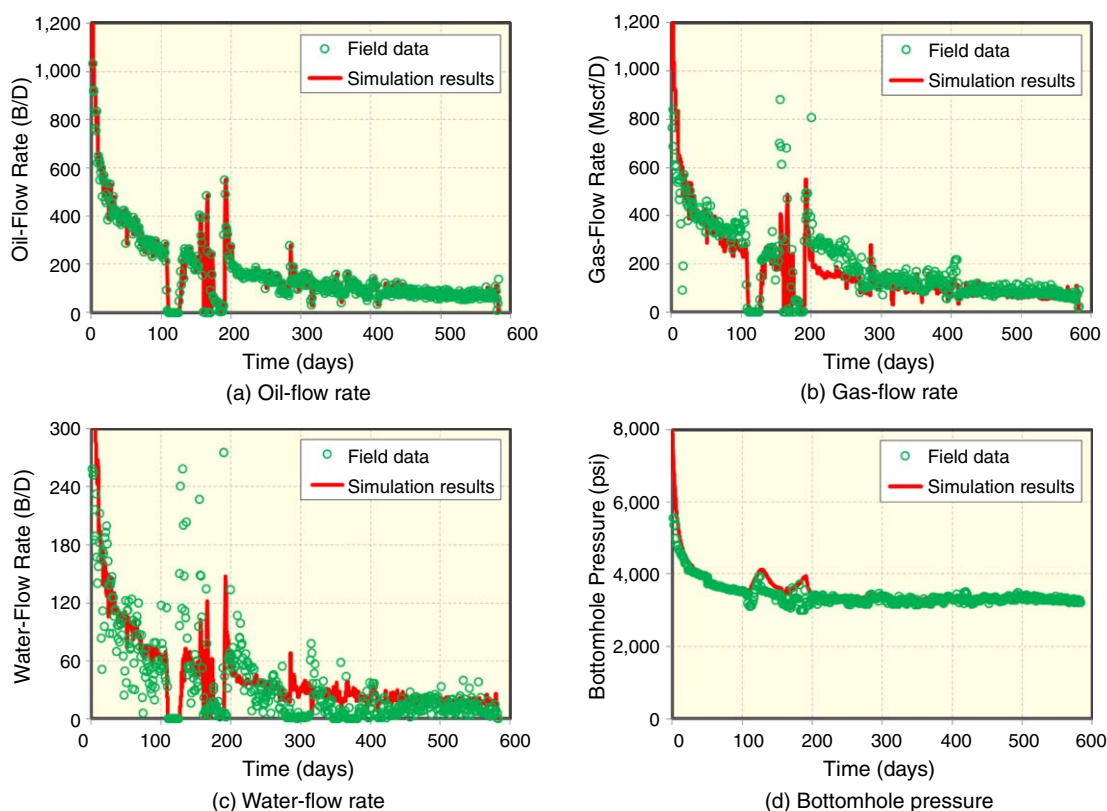 1,200
1,000
800
600
400
200
0
Oil-Flow Rate (B/D)
Field data
Simulation results
0 100 200 300 400 500 600
Time (days)
(a) Oil-flow rate
1,200
1,000
800
600
400
200
0
Gas-Flow Rate (Mscf/D)
Field data
Simulation results
0 100 200 300 400 500 600
Time (days)
(b) Gas-flow rate
300
240
180
120
60
0
Water-Flow Rate (B/D)
Field data
Simulation results
0 100 200 300 400 500 600
Time (days)
(c) Water-flow rate
8,000
6,000
4,000
2,000
0
Bottomhole Pressure (psi)
Field data
Simulation results
0 100 200 300 400 500 600
Time (days)
(d) Bottomhole pressure